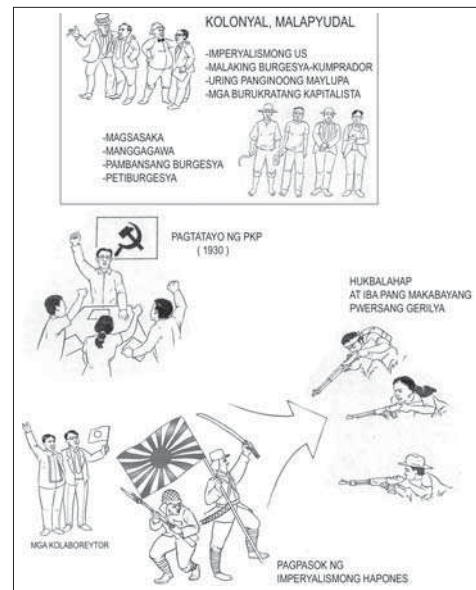 KOLONYAL, MALAPYUDAL
-IMPERYALISMONG US
-MALAKING BURGESYA-KUMPRADOR
-URING PANGINOONG MAYLUPA
-MGA BURUKRATANG KAPITALISTA
-MAGSASAKA
-MANGGAGAWA
-PAMBANSANG BURGESYA
-PETIBURGESYA
PAGTATAYO NG PKP
( 1930 )
HUKBALAHAP
AT IBA PANG MAKABAYANG
PWERSANG GERILYA
MGA KOLABOREYTOR
PAGPASOK NG
IMPERYALISMONG HAPONES